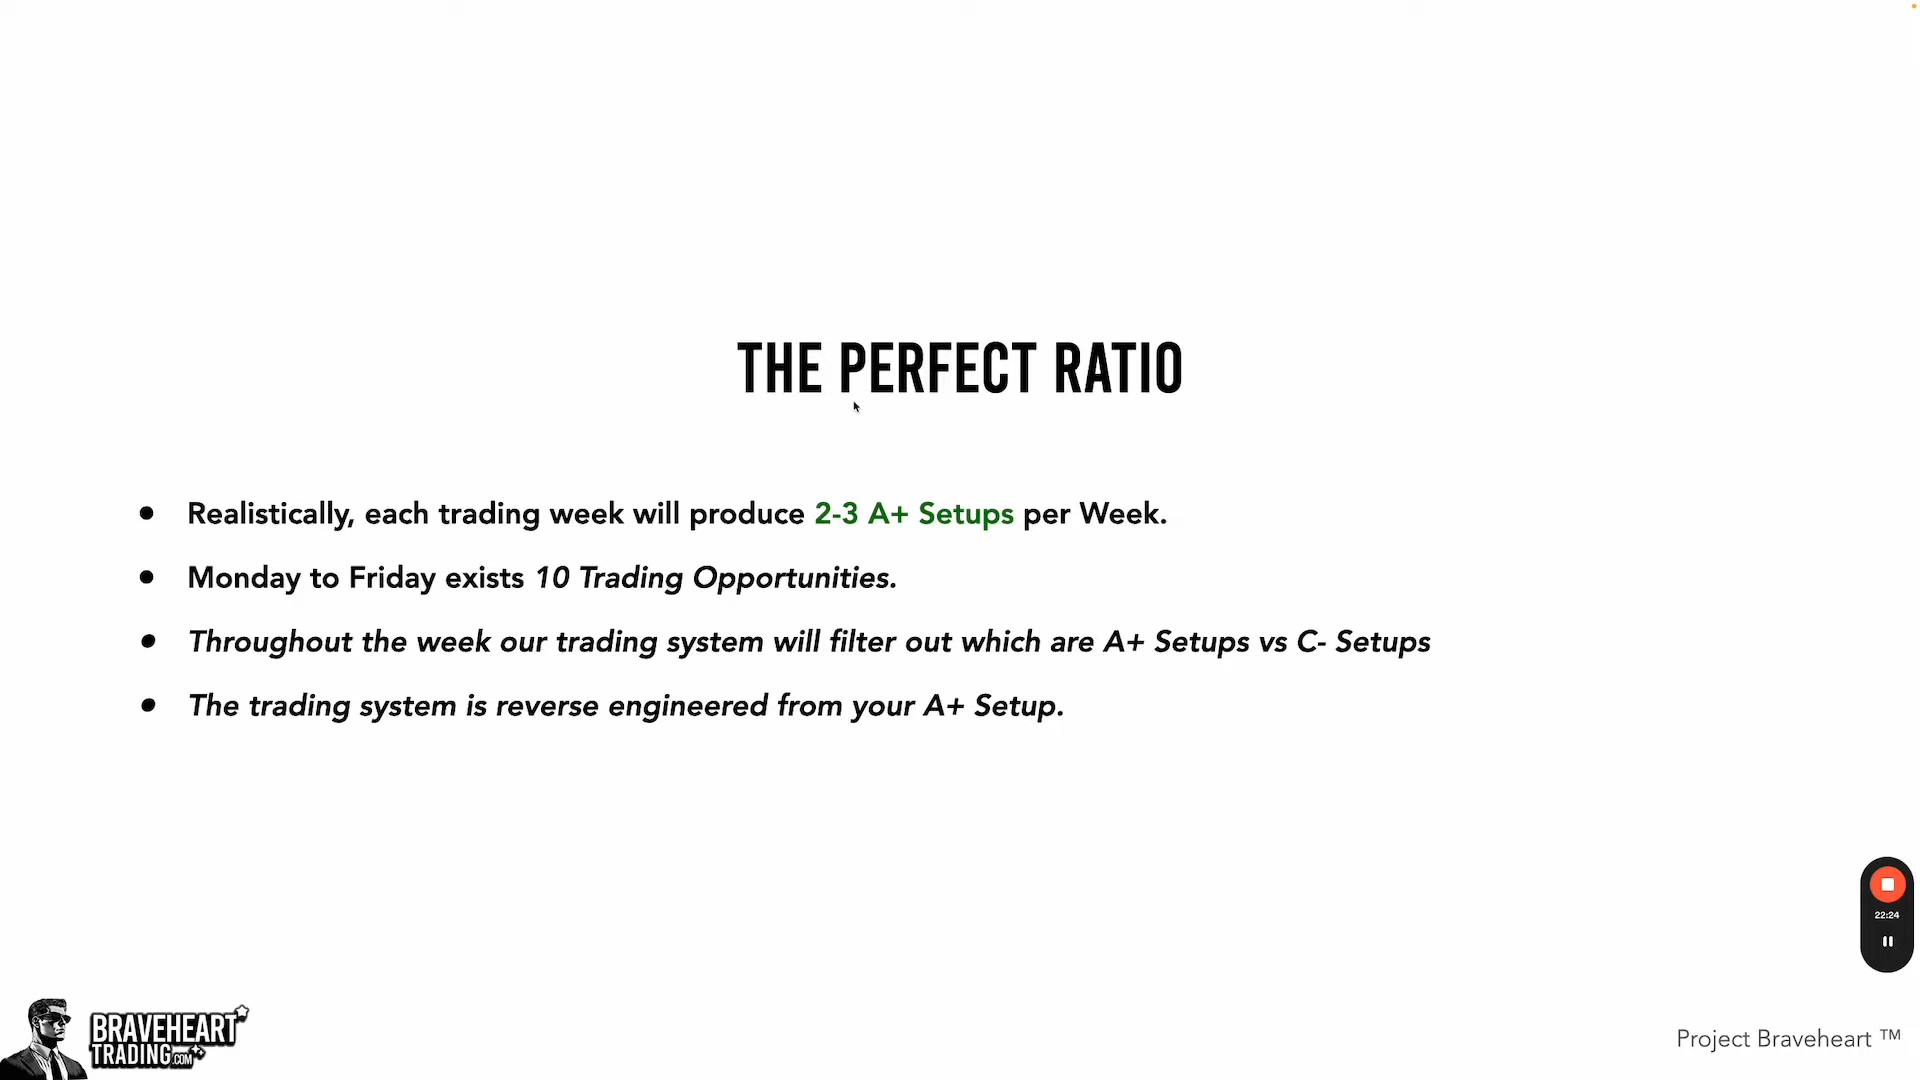 THE PERFECT RATIO
• Realistically, each trading week will produce 2-3 A+ Setups per Week.
• Monday to Friday exists 10 Trading Opportunities.
• Throughout the week our trading system will filter out which are A+ Setups vs C- Setups
• The trading system is reverse engineered from your A+ Setup.
22:24
BRAVEHEART
TRADING.COM
Project Braveheart ™